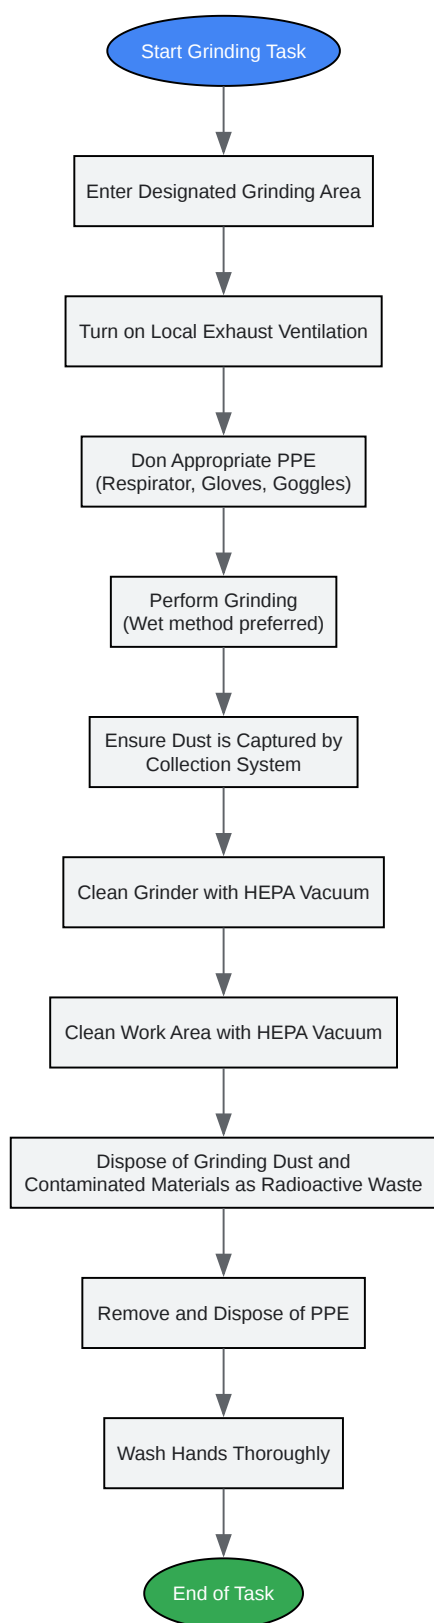 Start Grinding Task
Enter Designated Grinding Area
Turn on Local Exhaust Ventilation
Don Appropriate PPE
(Respirator, Gloves, Goggles)
Perform Grinding
(Wet method preferred)
Ensure Dust is Captured by
Collection System
Clean Grinder with HEPA Vacuum
Clean Work Area with HEPA Vacuum
Dispose of Grinding Dust and
Contaminated Materials as Radioactive Waste
Remove and Dispose of PPE
Wash Hands Thoroughly
End of Task